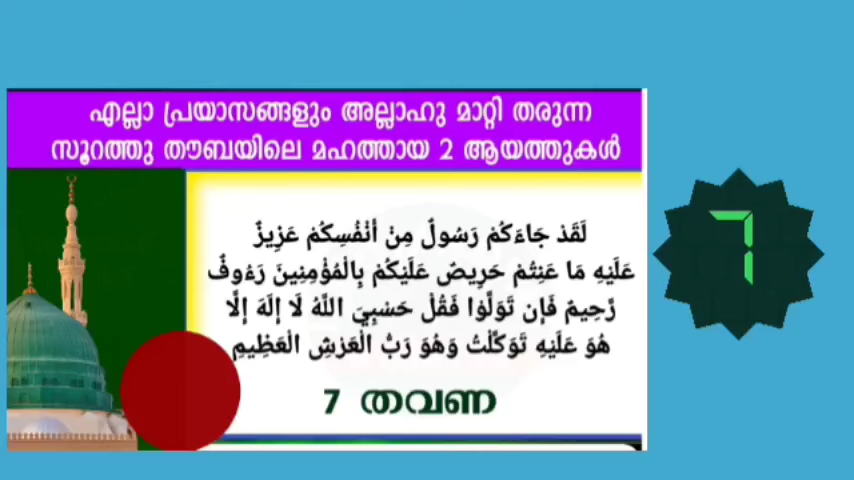 എല്ലാ പ്രയാസങ്ങളും അല്ലാഹു മാറ്റി തരുന്ന
സൂറത്തു തൗബയിലെ മഹത്തായ 2 ആയത്തുകൾ
لَقَدْ جَاءَكُمْ رَسُولٌ مِنْ أَنْفُسِكُمْ عَزِيزٌ
عَلَيْهِ مَا عَنِتُّمْ حَرِيصٌ عَلَيْكُمْ بِالْمُؤْمِنِينَ رَءُوفٌ
رَّحِيمٌ فَإِن تَوَلَّوْا فَقُلْ حَسْبِيَ اللَّهُ لَا إِلَهَ إِلَّا
هُوَ عَلَيْهِ تَوَكَّلْتُ وَهُوَ رَبُّ الْعَرْشِ الْعَظِيمِ
7 തവണ
7